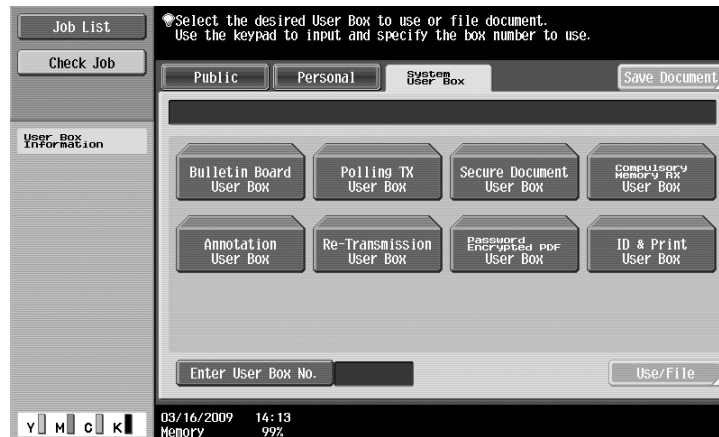 Job List
Check Job
Select the desired User Box to use or file document.
Use the keypad to input and specify the box number to use.
Public
Personal
System
User Box
Save Document
User Box
Information
Bulletin Board
User Box
Polling TX
User Box
Secure Document
User Box
Compulsory
Memory RX
User Box
Annotation
User Box
Re-Transmission
User Box
Password
Encrypted PDF
User Box
ID & Print
User Box
Enter User Box No.
Use/File
Y M C K
03/16/2009 14:13
Memory 99%